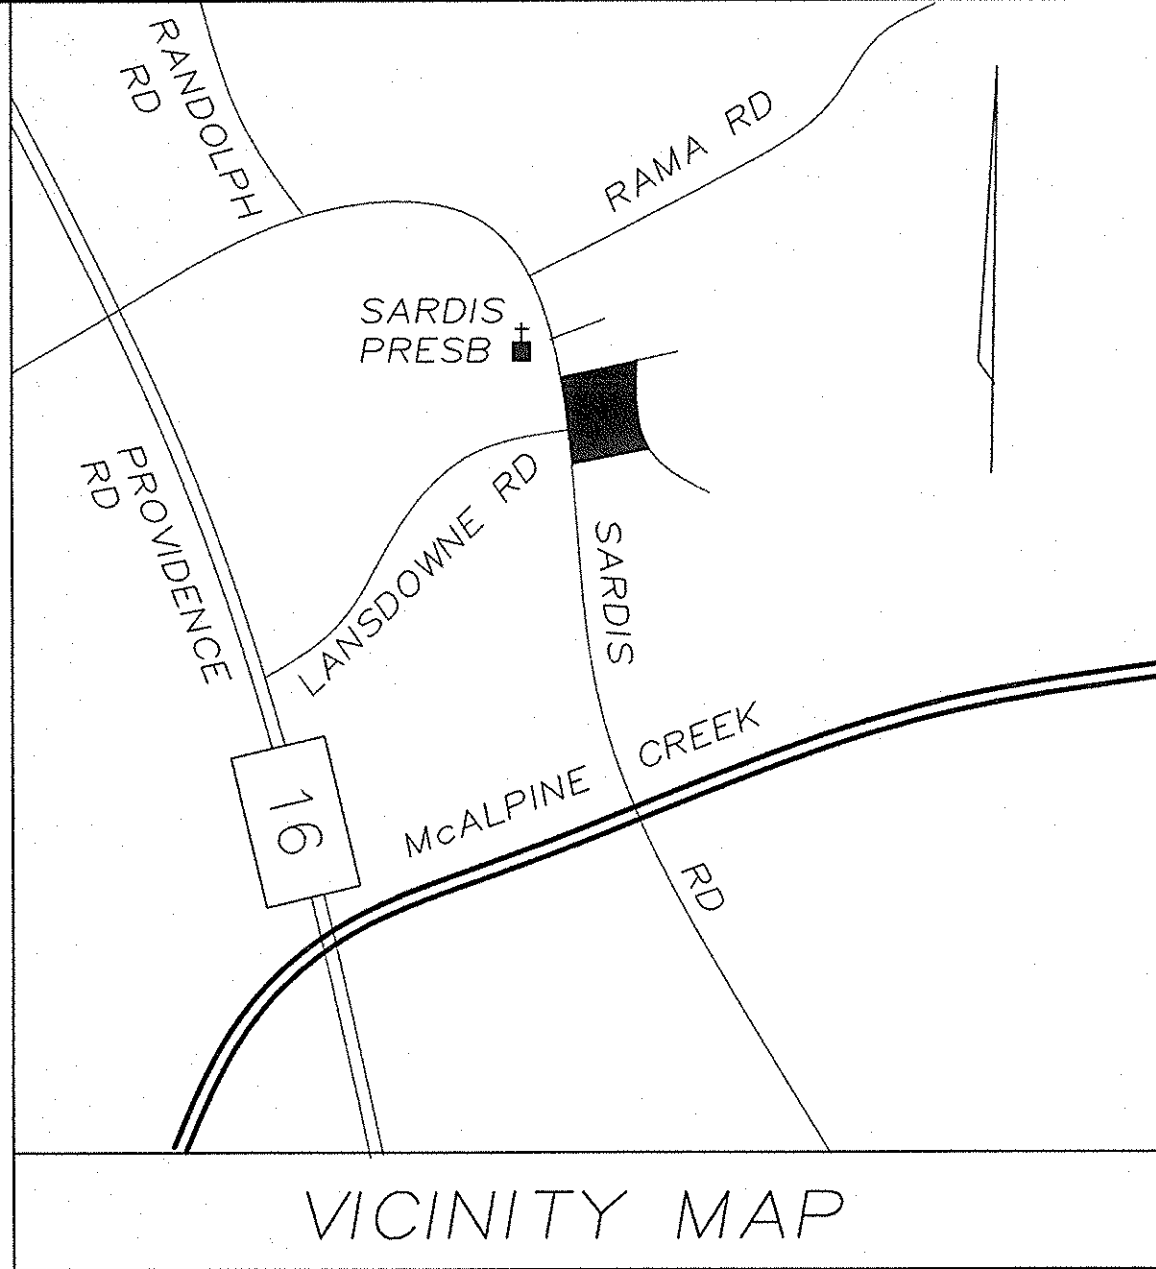 RANDOLPH
RD
RAMA RD
SARDIS
PRESB
PROVIDENCE
RD
LANSDOWNE RD
SARDIS
RD
McALPINE CREEK
16
VICINITY MAP